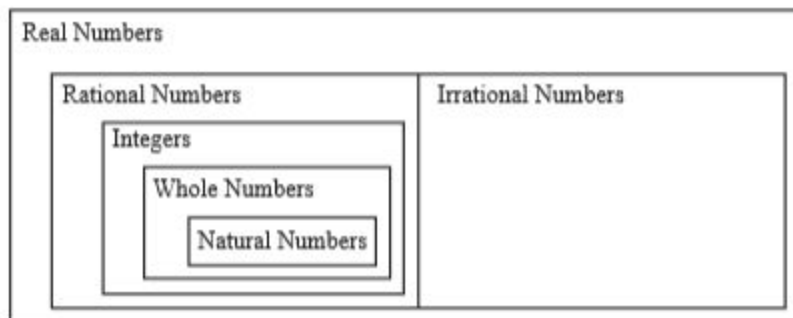 Real Numbers
Rational Numbers
Irrational Numbers
Integers
Whole Numbers
Natural Numbers